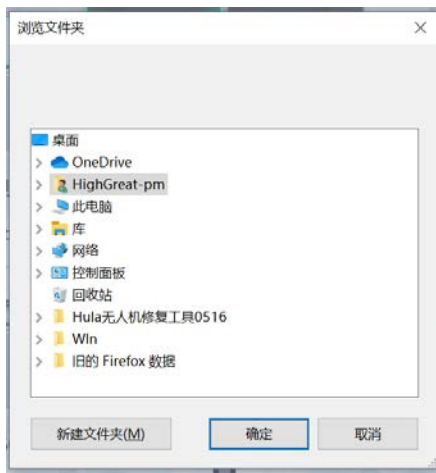 浏览文件夹
桌面
OneDrive
HighGreat-pm
此电脑
库
网络
控制面板
回收站
Hula无人机修复工具0516
WIn
旧的 Firefox 数据
新建文件夹(M)
确定
取消